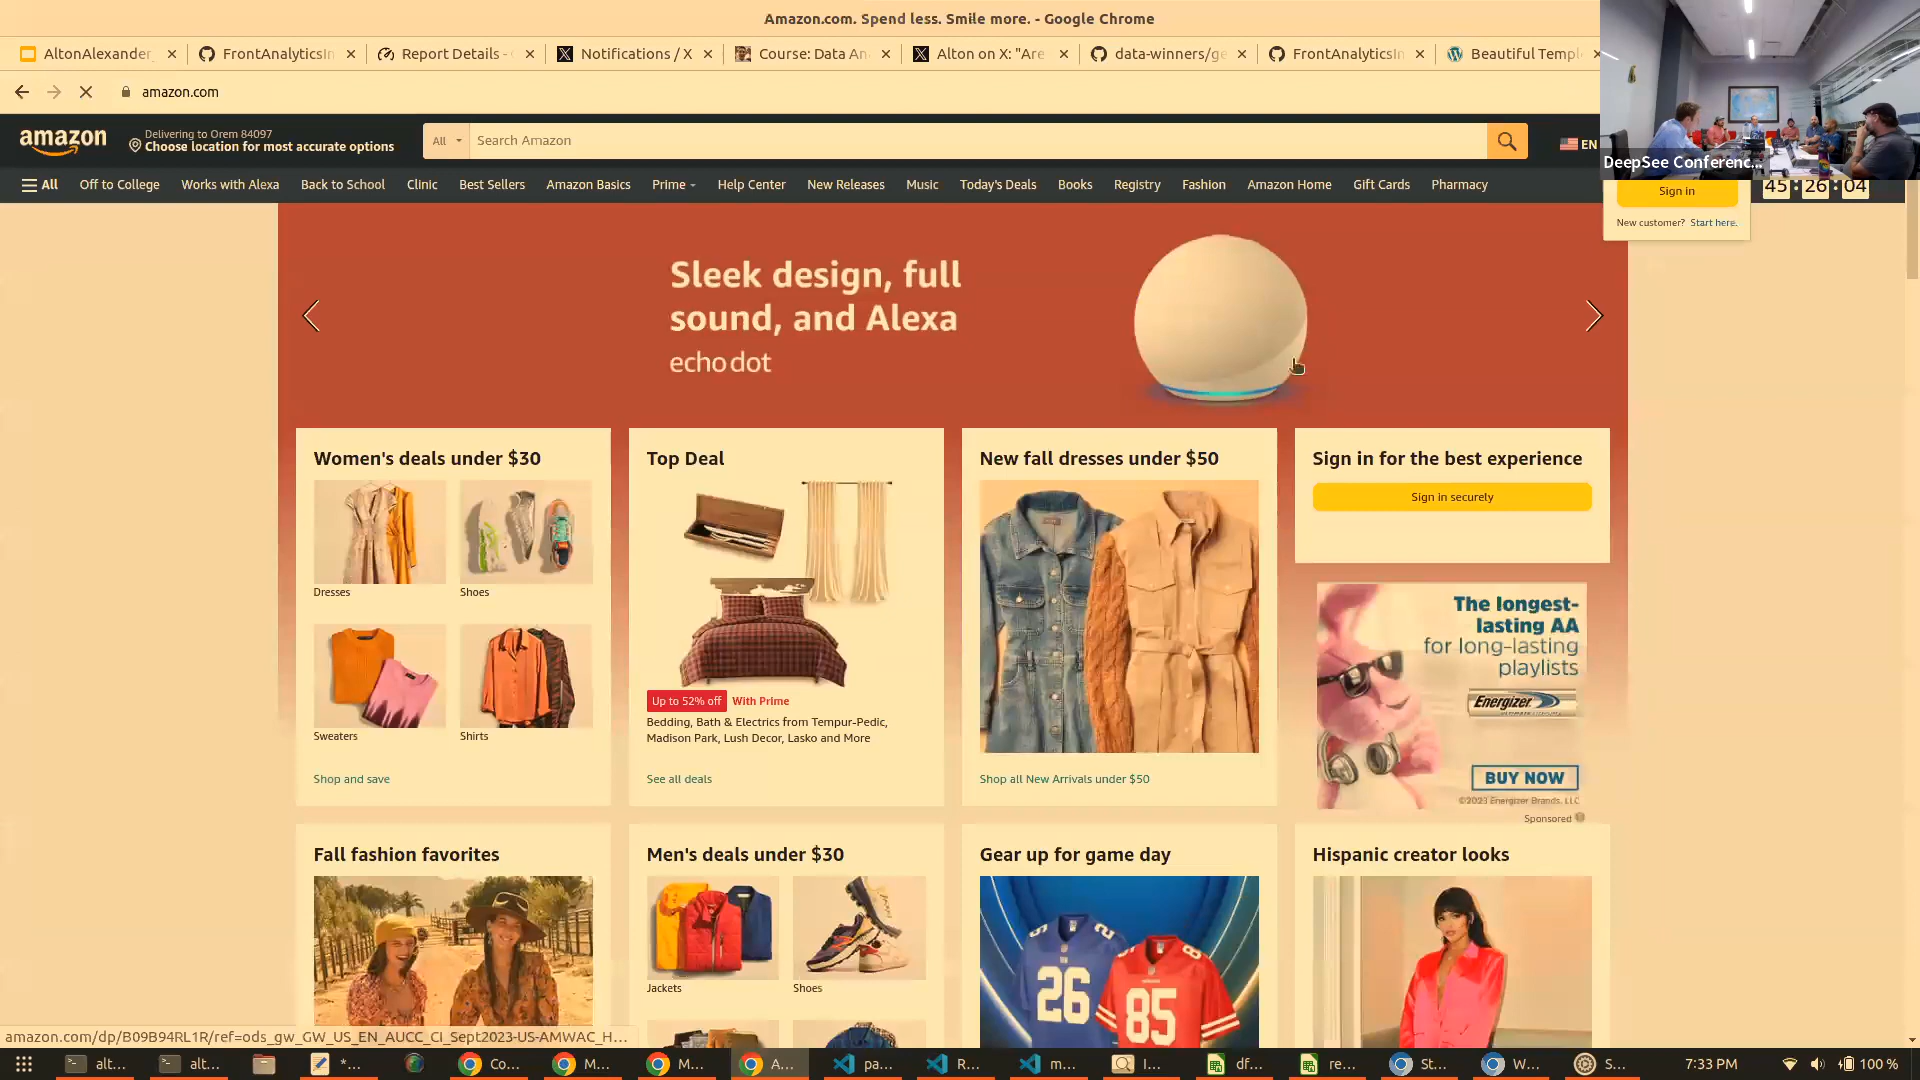 Amazon.com. Spend less. Smile more. - Google Chrome
AltonAlexander
FrontAnalyticsIn
Report Details -
Notifications / X
Course: Data An
Alton on X: "Are
data-winners/ge
FrontAnalyticsIn
Beautiful Templ
amazon.com
amazon
Delivering to Orem 84097
Choose location for most accurate options
All
Search Amazon
EN
DeepSee Conferenc...
All
Off to College
Works with Alexa
Back to School
Clinic
Best Sellers
Amazon Basics
Prime
Help Center
New Releases
Music
Today's Deals
Books
Registry
Fashion
Amazon Home
Gift Cards
Pharmacy
45:26:04
Sign in
New customer? Start here.
Sleek design, full
sound, and Alexa
echo dot
Women's deals under $30
Dresses
Shoes
Sweaters
Shirts
Shop and save
Top Deal
Up to 52% off With Prime
Bedding, Bath & Electrics from Tempur-Pedic,
Madison Park, Lush Decor, Lasko and More
See all deals
New fall dresses under $50
Shop all New Arrivals under $50
Sign in for the best experience
Sign in securely
The longest-
lasting AA
for long-lasting
playlists
Energizer
BUY NOW
©2023 Energizer Brands, LLC
Sponsored
Fall fashion favorites
Men's deals under $30
Jackets
Shoes
Gear up for game day
26
85
Hispanic creator looks
amazon.com/dp/B09B94RL1R/ref=ods_gw_GW_US_EN_AUCC_CI_Sept2023-US-AMWAC_H...
alt...
alt...
*...
Co...
M...
M...
A...
pa...
R...
m...
I...
df...
re...
St...
W...
S...
7:33 PM
100 %